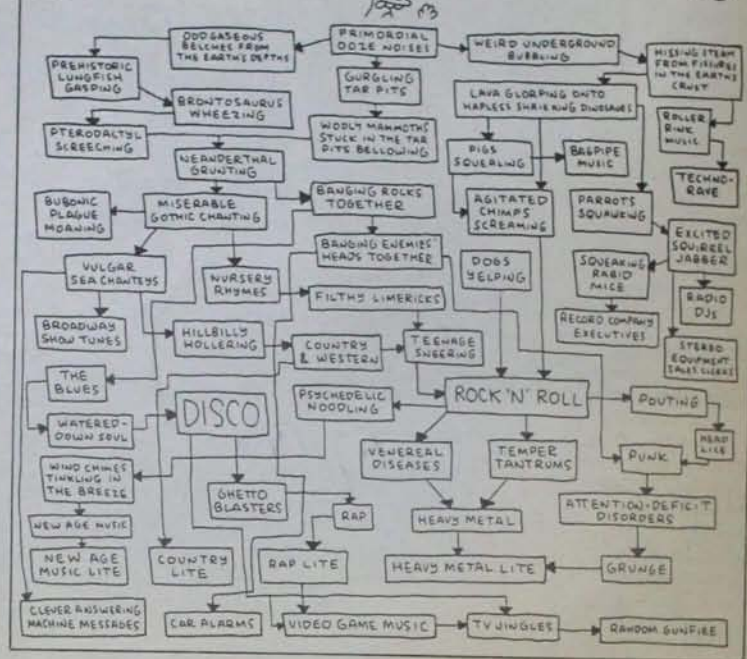 ODD GASEOUS
BELCHES FROM
THE EARTH'S DEPTHS
PRIMORDIAL
OOZE NOISES
WEIRD UNDERGROUND
BUBBLING
HISSING STEAM
FROM FISSURES
IN THE EARTH'S
CRUST
PREHISTORIC
LUNGFISH
GASPING
GURGLING
TAR PITS
LAVA GLORPING ONTO
HAPLESS SHRIEKING DINOSAURS
BRONTOSAURUS
WHEEZING
ROLLER
RINK
MUSIC
PTERODACTYL
SCREECHING
WOOLY MAMMOTHS
STUCK IN THE TAR
PITS BELLOWING
PIGS
SQUEALING
BAGPIPE
MUSIC
NEANDERTHAL
GRUNTING
TECHNO-
RAVE
BUBONIC
PLAGUE
MOANING
MISERABLE
GOTHIC CHANTING
BANGING ROCKS
TOGETHER
AGITATED
CHIMPS
SCREAMING
PARROTS
SQUAWKING
EXCITED
SQUIRREL
JABBER
VULGAR
SEA CHANTEYS
NURSERY
RHYMES
BANGING ENEMIES'
HEADS TOGETHER
DOGS
YELPING
SQUEAKING
RABID
MICE
FILTHY LIMERICKS
RADIO
DJs
BROADWAY
SHOW TUNES
HILLBILLY
HOLLERING
COUNTRY
& WESTERN
TEENAGE
SNEERING
RECORD COMPANY
EXECUTIVES
STEREO
EQUIPMENT
SALES CLERKS
THE
BLUES
DISCO
PSYCHEDELIC
NOODLING
ROCK 'N' ROLL
POUTING
WATERED-
DOWN SOUL
HEAD
LICE
WIND CHIMES
TINKLING IN
THE BREEZE
VENEREAL
DISEASES
TEMPER
TANTRUMS
PUNK
GHETTO
BLASTERS
RAP
HEAVY METAL
ATTENTION-DEFICIT
DISORDERS
NEW AGE MUSIC
NEW AGE
MUSIC LITE
COUNTRY
LITE
RAP LITE
HEAVY METAL LITE
GRUNGE
CLEVER ANSWERING
MACHINE MESSAGES
CAR ALARMS
VIDEO GAME MUSIC
TV JINGLES
RANDOM GUNFIRE